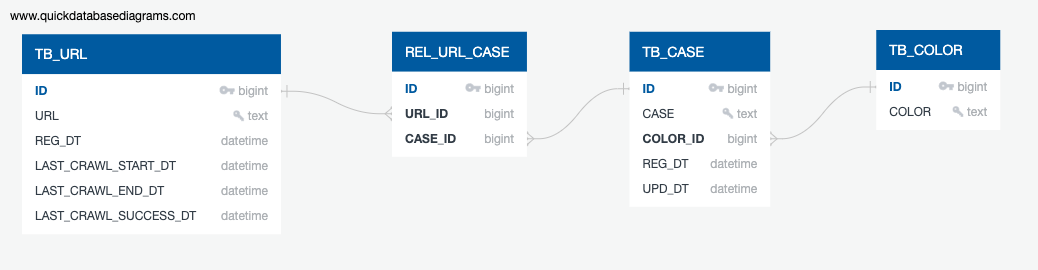 www.quickdatabasediagrams.com
TB_URL
ID bigint
URL text
REG_DT datetime
LAST_CRAWL_START_DT datetime
LAST_CRAWL_END_DT datetime
LAST_CRAWL_SUCCESS_DT datetime
REL_URL_CASE
ID bigint
URL_ID bigint
CASE_ID bigint
TB_CASE
ID bigint
CASE text
COLOR_ID bigint
REG_DT datetime
UPD_DT datetime
TB_COLOR
ID bigint
COLOR text